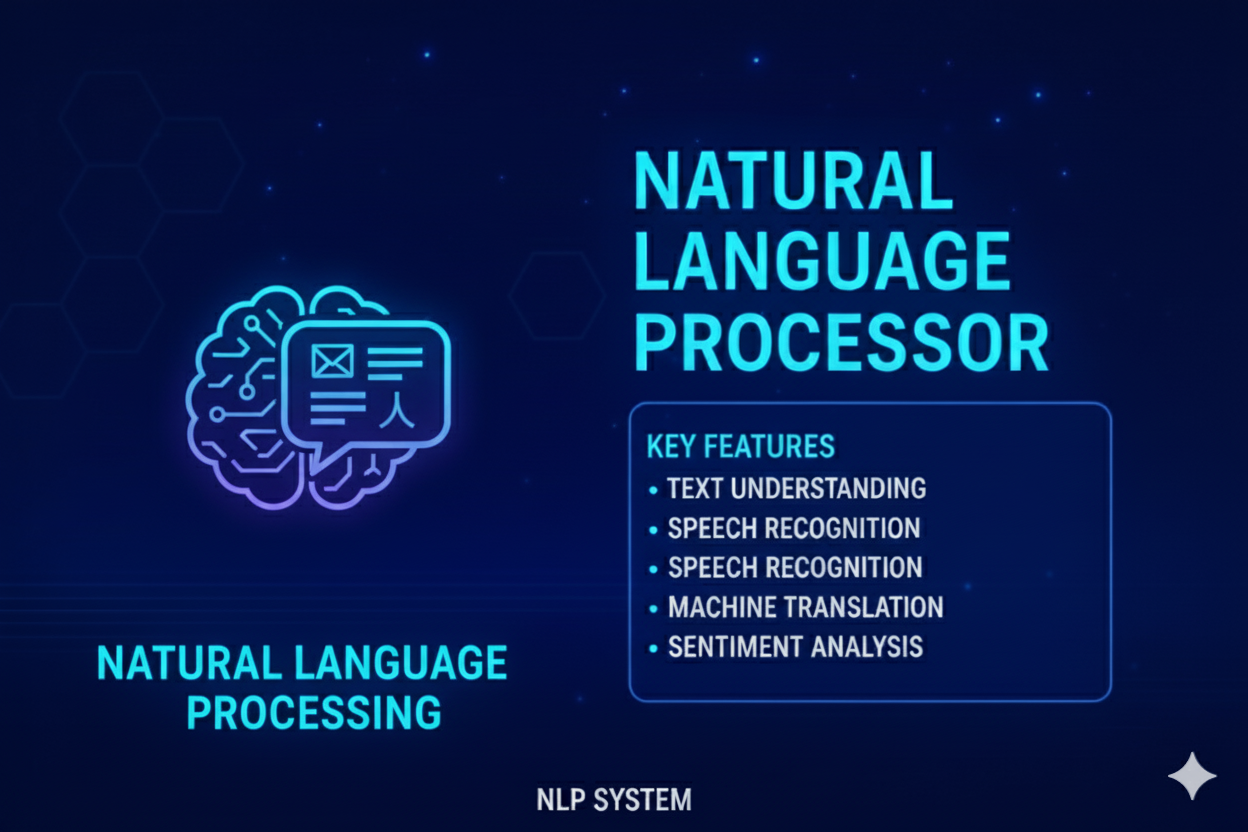 NATURAL
LANGUAGE
PROCESSOR
KEY FEATURES
• TEXT UNDERSTANDING
• SPEECH RECOGNITION
• SPEECH RECOGNITION
• MACHINE TRANSLATION
• SENTIMENT ANALYSIS
NATURAL LANGUAGE
PROCESSING
NLP SYSTEM